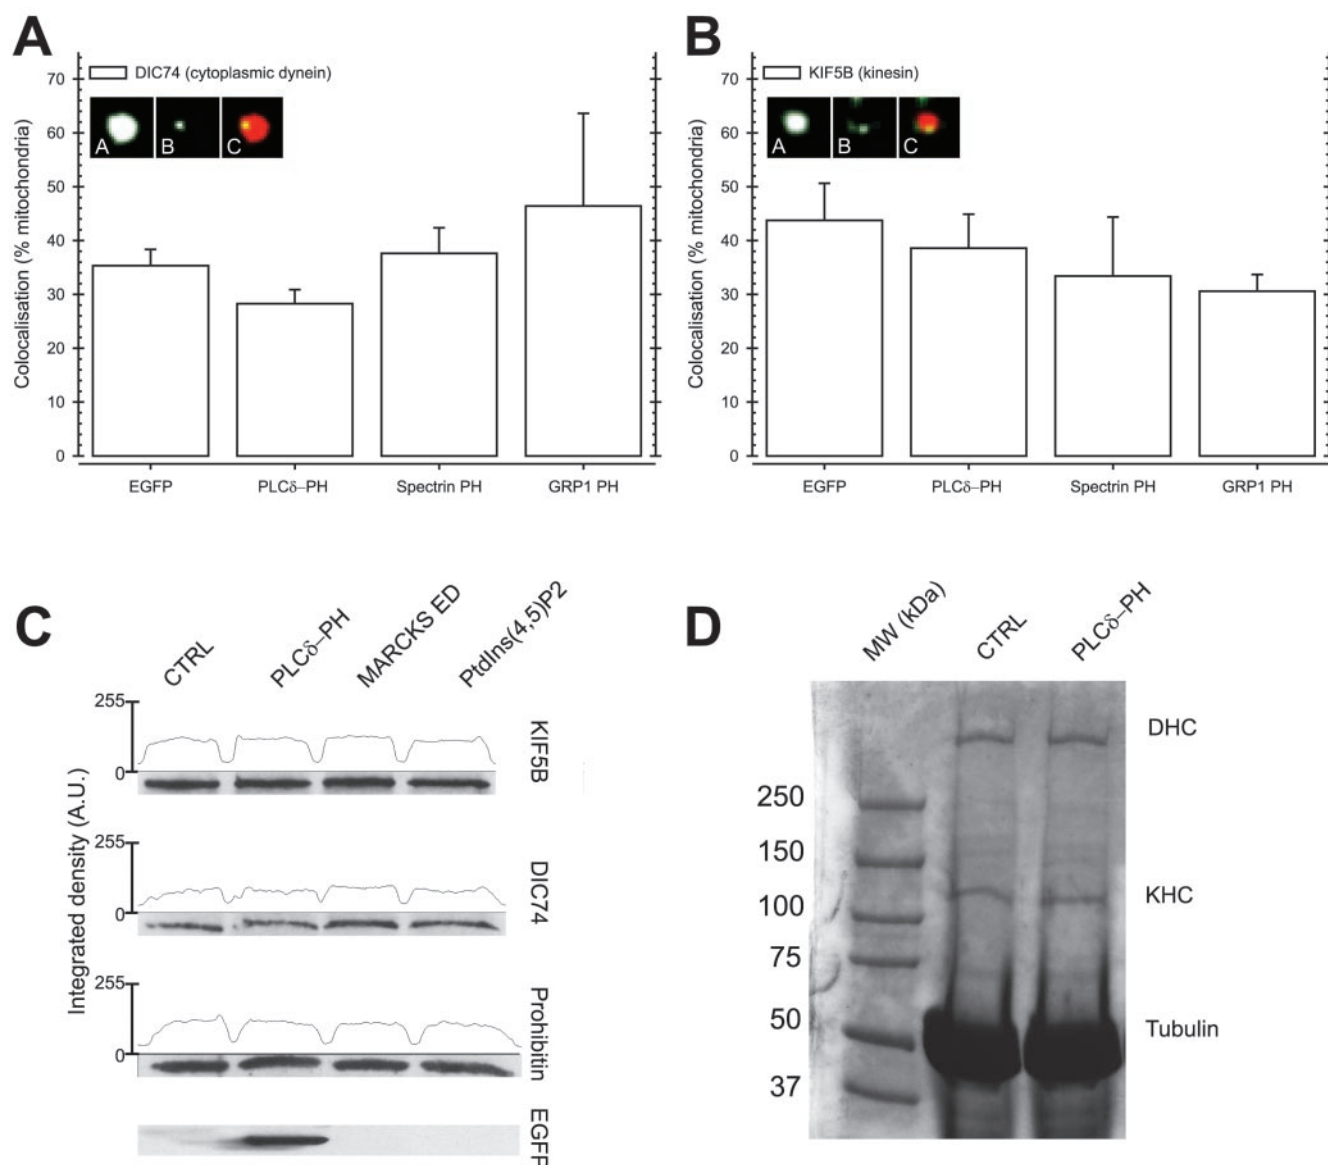 A
DIC74 (cytoplasmic dynein)
A B C
Colocalisation (% mitochondria)
70
60
50
40
30
20
10
0
EGFP PLCδ–PH Spectrin PH GRP1 PH
B
KIF5B (kinesin)
A B C
Colocalisation (% mitochondria)
70
60
50
40
30
20
10
0
EGFP PLCδ–PH Spectrin PH GRP1 PH
C
CTRL PLCδ–PH MARCKS ED PtdIns(4,5)P2
Integrated density (A.U.)
255
0
KIF5B
255
0
DIC74
255
0
Prohibitin
EGFP
D
MW (kDa) CTRL PLCδ–PH
250
150
100
75
50
37
DHC
KHC
Tubulin